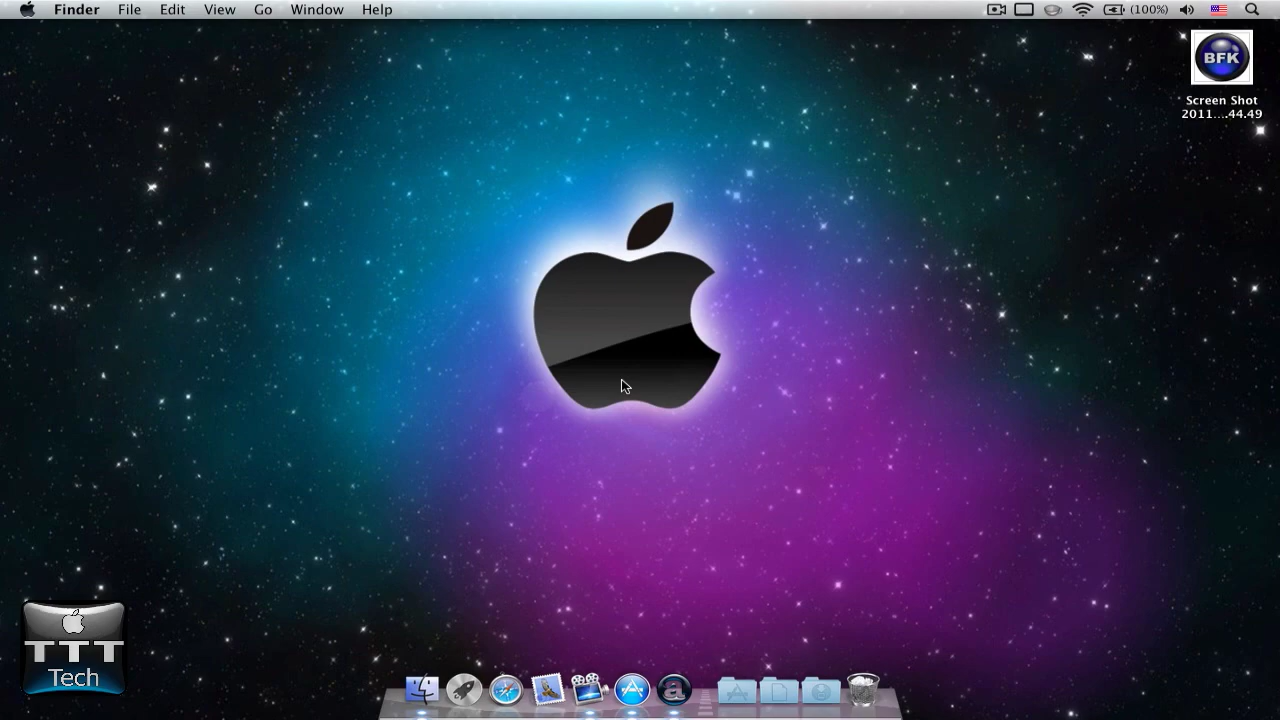 Finder File Edit View Go Window Help (100%)
BFK
Screen Shot
2011....44.49
TTT
Tech
a